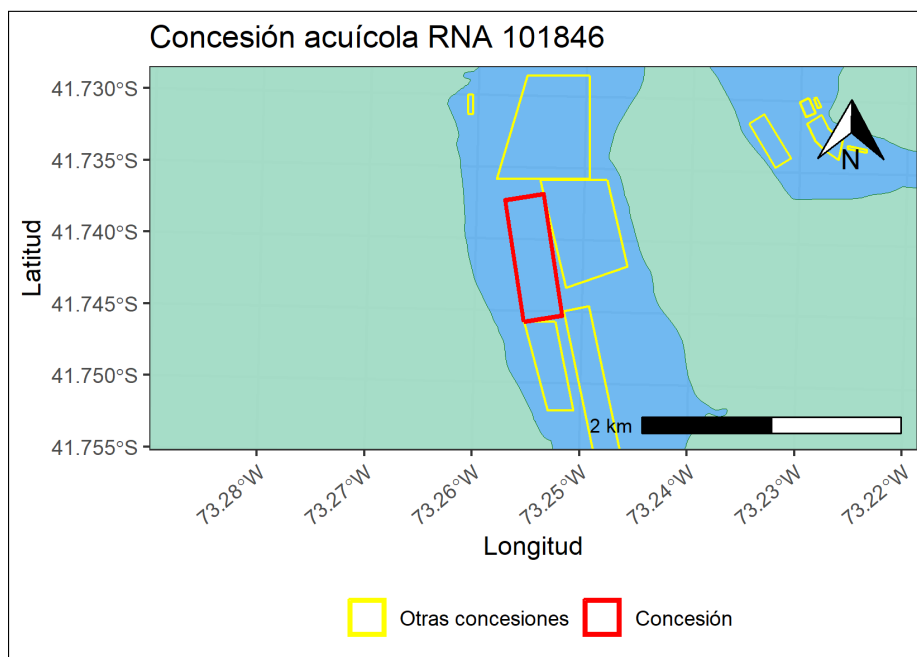 Concesión acuícola RNA 101846
41.730°S
41.735°S
41.740°S
41.745°S
41.750°S
41.755°S
Latitud
N
2 km
73.28°W
73.27°W
73.26°W
73.25°W
73.24°W
73.23°W
73.22°W
Longitud
Otras concesiones
Concesión